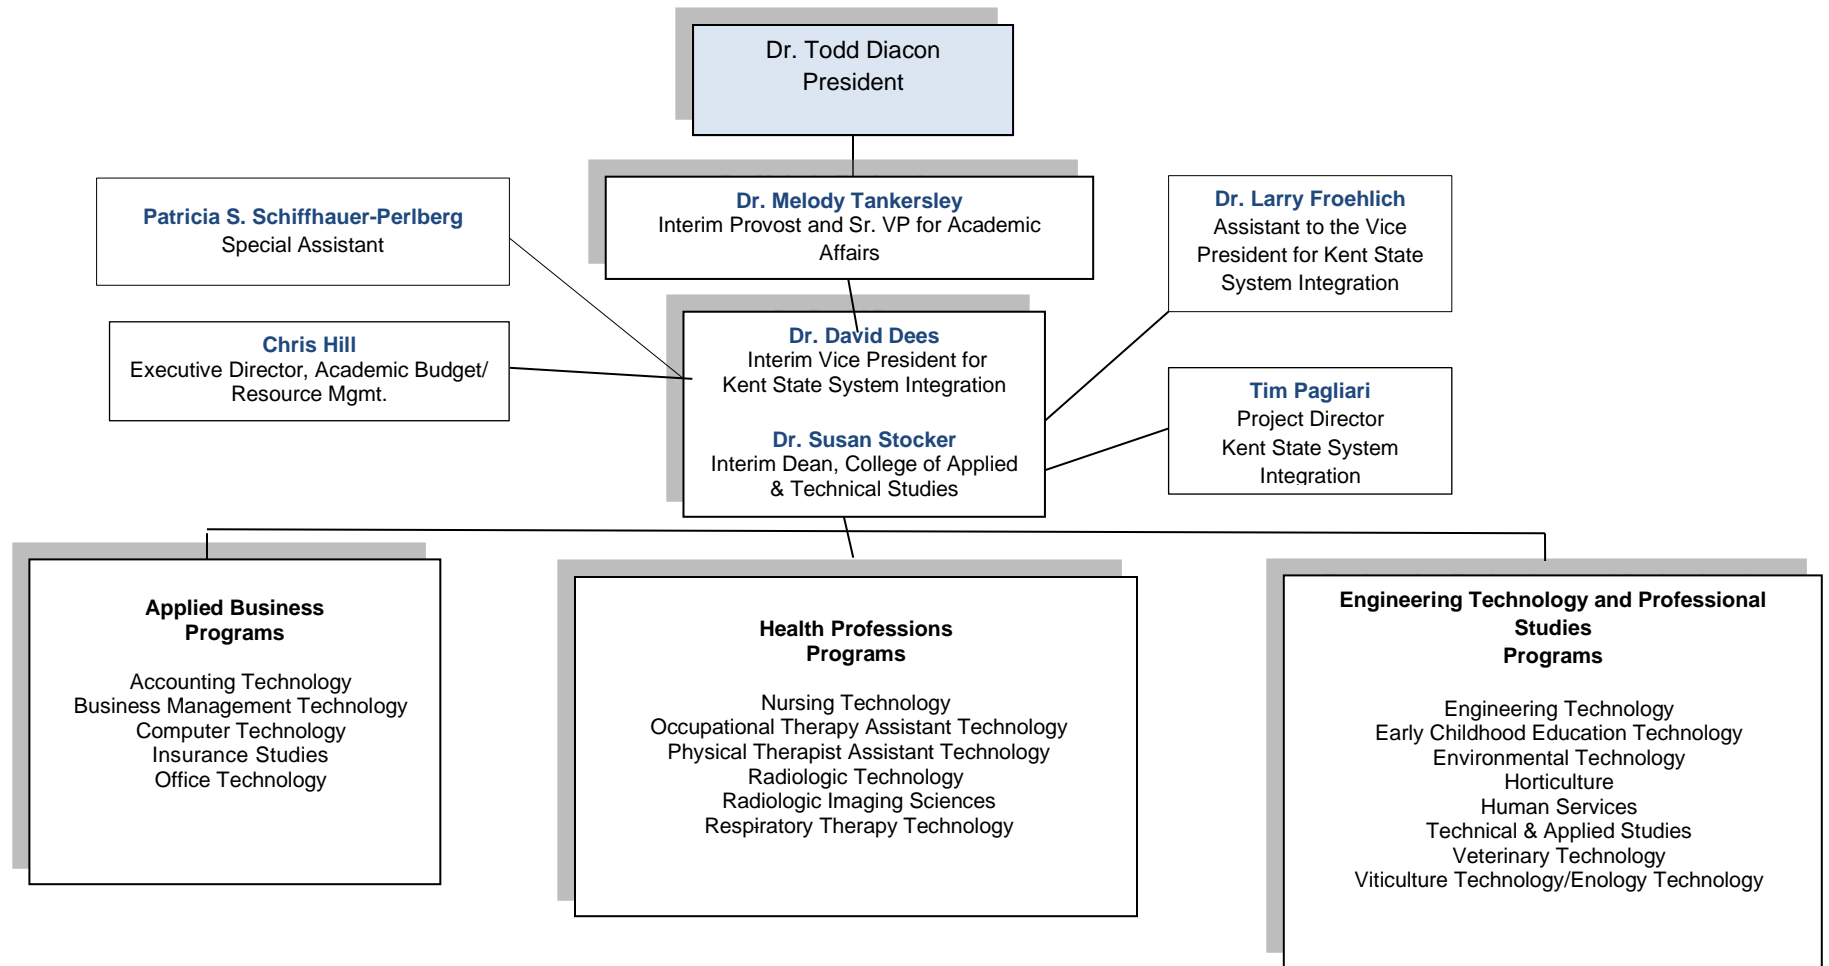 Dr. Todd Diacon
President
Patricia S. Schiffhauer-Perlberg
Special Assistant
Dr. Melody Tankersley
Interim Provost and Sr. VP for Academic
Affairs
Dr. Larry Froehlich
Assistant to the Vice
President for Kent State
System Integration
Chris Hill
Executive Director, Academic Budget/
Resource Mgmt.
Dr. David Dees
Interim Vice President for
Kent State System Integration
Dr. Susan Stocker
Interim Dean, College of Applied
& Technical Studies
Tim Pagliari
Project Director
Kent State System
Integration
Applied Business
Programs
Accounting Technology
Business Management Technology
Computer Technology
Insurance Studies
Office Technology
Health Professions
Programs
Nursing Technology
Occupational Therapy Assistant Technology
Physical Therapist Assistant Technology
Radiologic Technology
Radiologic Imaging Sciences
Respiratory Therapy Technology
Engineering Technology and Professional
Studies
Programs
Engineering Technology
Early Childhood Education Technology
Environmental Technology
Horticulture
Human Services
Technical & Applied Studies
Veterinary Technology
Viticulture Technology/Enology Technology